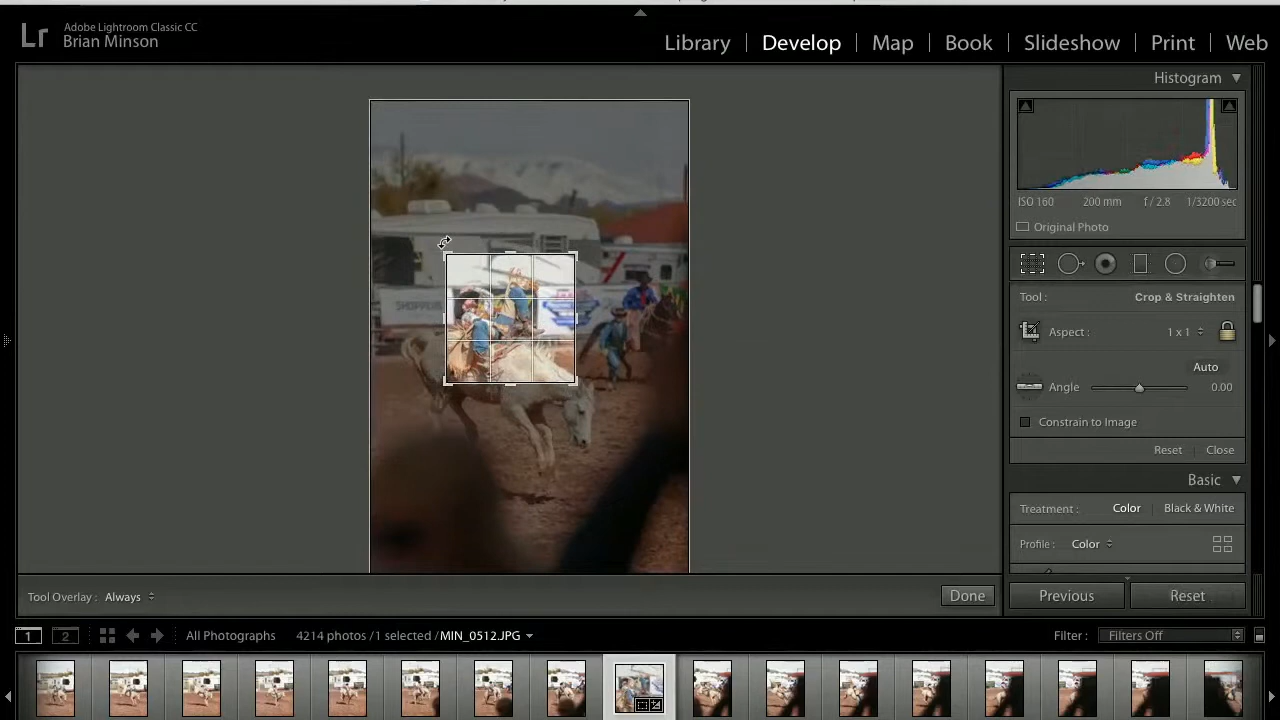 Lr
Adobe Lightroom Classic CC
Brian Minson
Library | Develop | Map | Book | Slideshow | Print | Web
Histogram
ISO 160 200 mm f / 2.8 1/3200 sec
Original Photo
Tool : Crop & Straighten
Aspect : 1 x 1
Auto
Angle 0.00
Constrain to Image
Reset Close
Basic
Treatment : Color Black & White
Profile : Color
Tool Overlay : Always
Done
Previous Reset
1 2 All Photographs 4214 photos /1 selected /MIN_0512.JPG
Filter : Filters Off